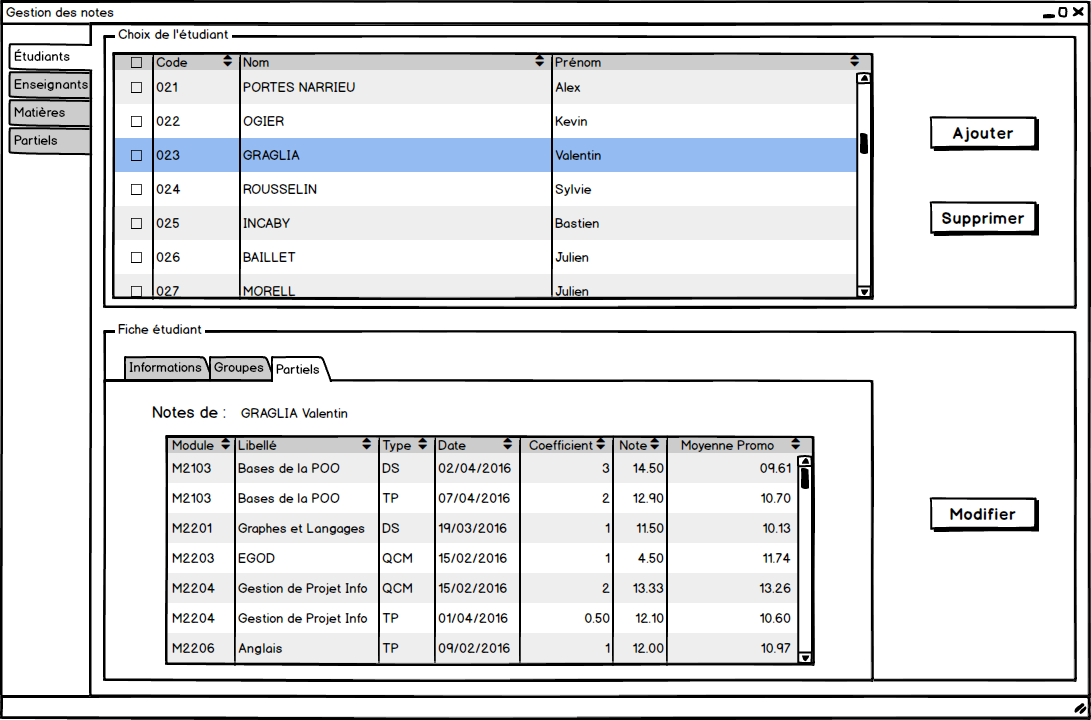 Gestion des notes
Choix de l'étudiant
Étudiants
Enseignants
Matières
Partiels
Code Nom Prénom
021 PORTES NARRIEU Alex
022 OGIER Kevin
023 GRAGLIA Valentin
024 ROUSSELIN Sylvie
025 INCABY Bastien
026 BAILLET Julien
027 MORELL Julien
Ajouter
Supprimer
Fiche étudiant
Informations Groupes Partiels
Notes de : GRAGLIA Valentin
Module Libellé Type Date Coefficient Note Moyenne Promo
M2103 Bases de la POO DS 02/04/2016 3 14.50 09.61
M2103 Bases de la POO TP 07/04/2016 2 12.90 10.70
M2201 Graphes et Langages DS 19/03/2016 1 11.50 10.13
M2203 EGOD QCM 15/02/2016 1 4.50 11.74
M2204 Gestion de Projet Info QCM 15/02/2016 2 13.33 13.26
M2204 Gestion de Projet Info TP 01/04/2016 0.50 12.10 10.60
M2206 Anglais TP 09/02/2016 1 12.00 10.97
Modifier